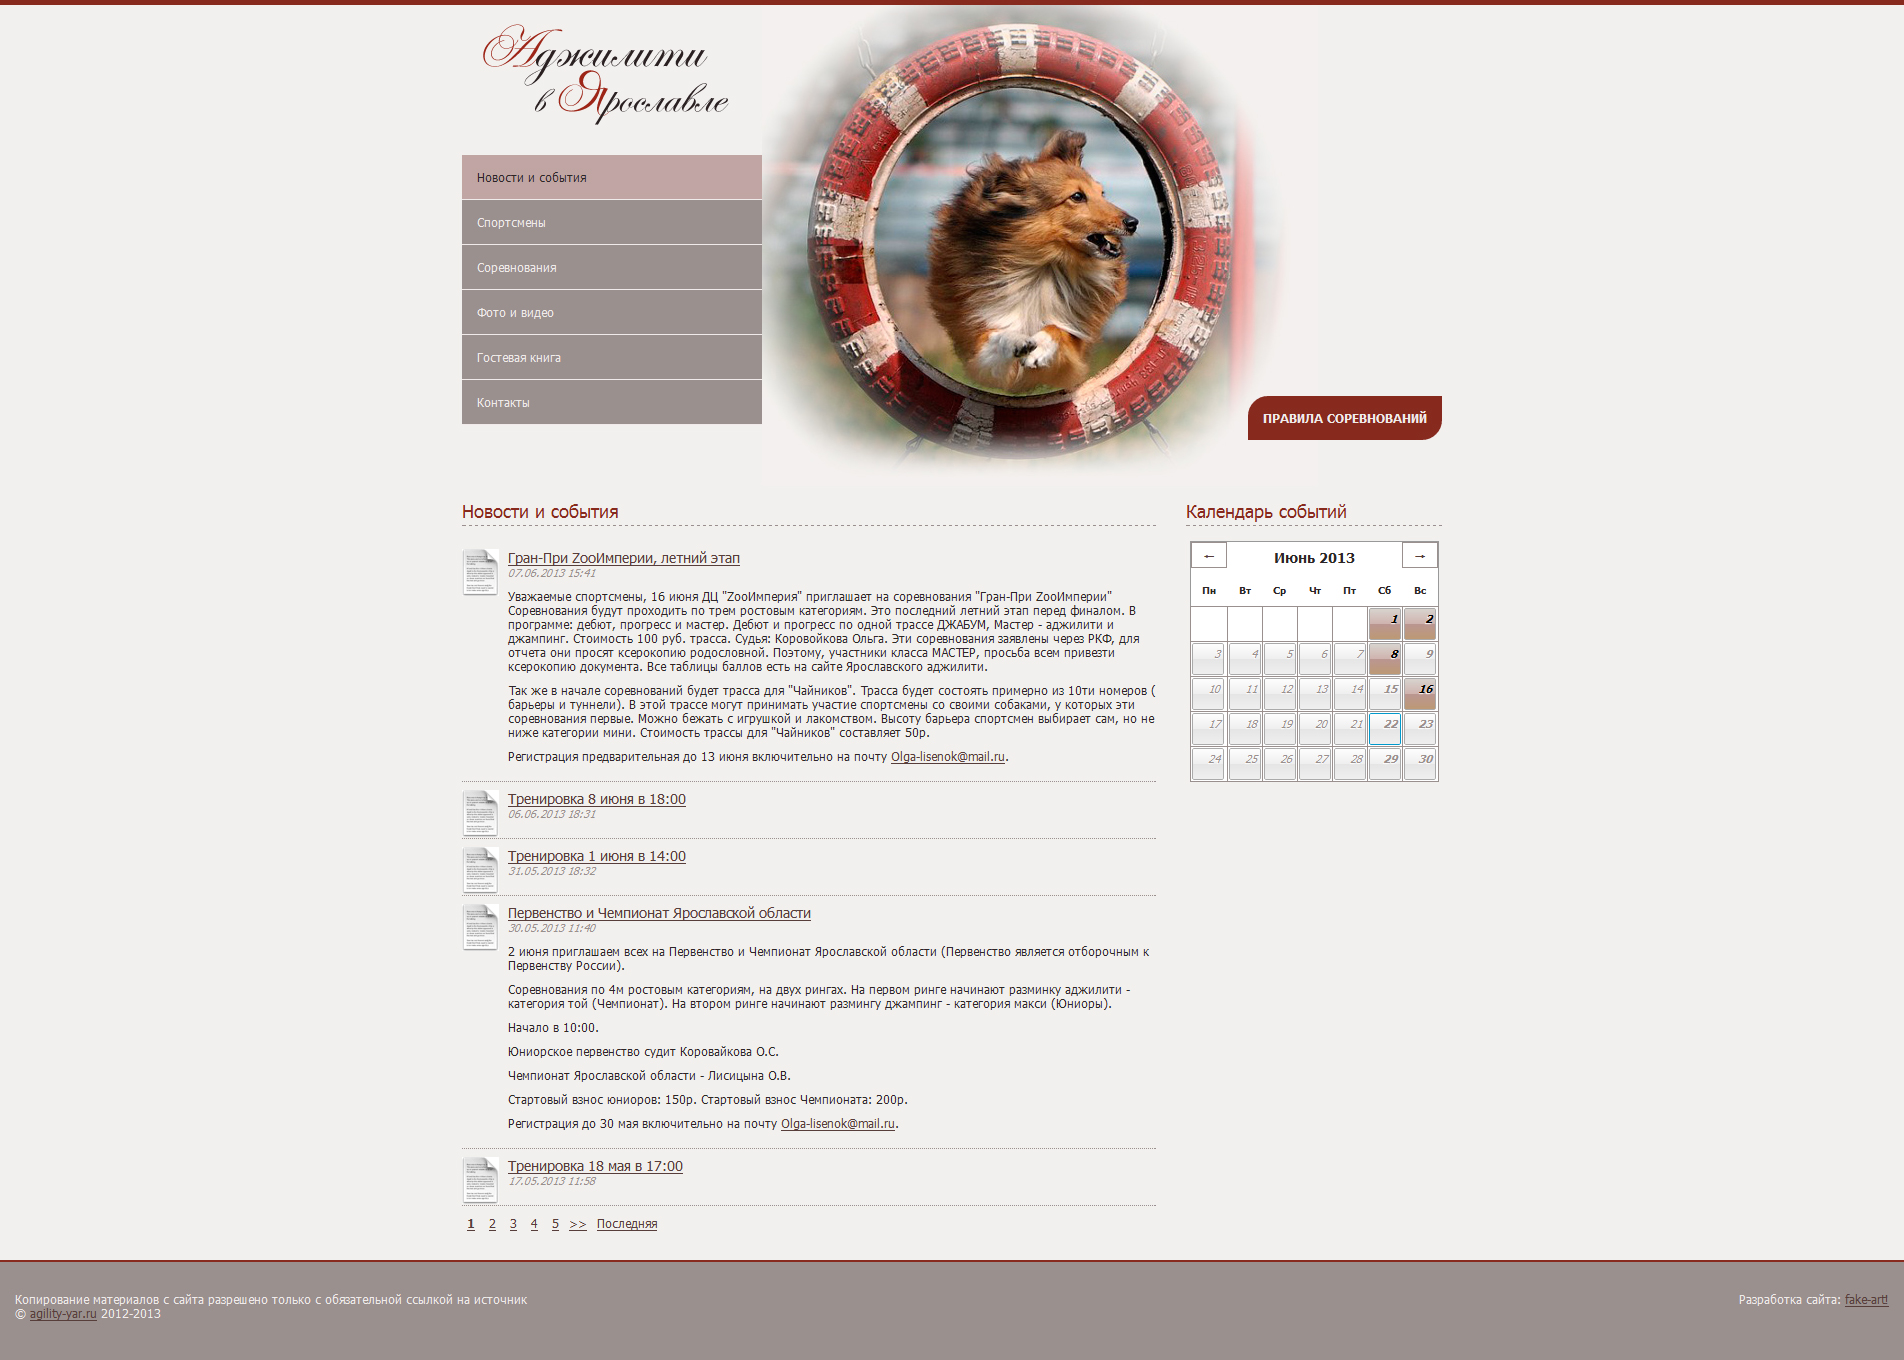 Аджилити
в Ярославле
Новости и события
Спортсмены
Соревнования
Фото и видео
Гостевая книга
Контакты
ПРАВИЛА СОРЕВНОВАНИЙ
Новости и события
Гран-При ZooИмперии, летний этап
07.06.2013 15:41
Уважаемые спортсмены, 16 июня ДЦ "ZooИмперия" приглашает на соревнования "Гран-При ZooИмперии"
Соревнования будут проходить по трем ростовым категориям. Это последний летний этап перед финалом. В
программе: дебют, прогресс и мастер. Дебют и прогресс по одной трассе ДЖАБУМ, Мастер - аджилити и
джампинг. Стоимость 100 руб. трасса. Судья: Коровойкова Ольга. Эти соревнования заявлены через РКФ, для
отчета они просят ксерокопию родословной. Поэтому, участники класса МАСТЕР, просьба всем привезти
ксерокопию документа. Все таблицы баллов есть на сайте Ярославского аджилити.
Так же в начале соревнований будет трасса для "Чайников". Трасса будет состоять примерно из 10ти номеров (
барьеры и туннели). В этой трассе могут принимать участие спортсмены со своими собаками, у которых эти
соревнования первые. Можно бежать с игрушкой и лакомством. Высоту барьера спортсмен выбирает сам, но не
ниже категории мини. Стоимость трассы для "Чайников" составляет 50р.
Регистрация предварительная до 13 июня включительно на почту Olga-lisenok@mail.ru.
Тренировка 8 июня в 18:00
06.06.2013 18:31
Тренировка 1 июня в 14:00
31.05.2013 18:32
Первенство и Чемпионат Ярославской области
30.05.2013 11:40
2 июня приглашаем всех на Первенство и Чемпионат Ярославской области (Первенство является отборочным к
Первенству России).
Соревнования по 4м ростовым категориям, на двух рингах. На первом ринге начинают разминку аджилити -
категория той (Чемпионат). На втором ринге начинают размингу джампинг - категория макси (Юниоры).
Начало в 10:00.
Юниорское первенство судит Коровайкова О.С.
Чемпионат Ярославской области - Лисицына О.В.
Стартовый взнос юниоров: 150р. Стартовый взнос Чемпионата: 200р.
Регистрация до 30 мая включительно на почту Olga-lisenok@mail.ru.
Тренировка 18 мая в 17:00
17.05.2013 11:58
1 2 3 4 5 >> Последняя
Календарь событий
← Июнь 2013 →
Пн Вт Ср Чт Пт Сб Вс
1 2
3 4 5 6 7 8 9
10 11 12 13 14 15 16
17 18 19 20 21 22 23
24 25 26 27 28 29 30
Копирование материалов с сайта разрешено только с обязательной ссылкой на источник
© agility-yar.ru 2012-2013
Разработка сайта: fake-art!